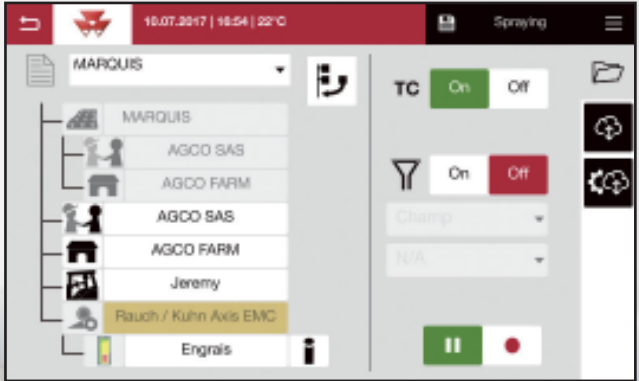 10.07.2017 | 16:54 | 22°C
Spraying
MARQUIS
MARQUIS
AGCO SAS
AGCO FARM
AGCO SAS
AGCO FARM
Jeremy
Rauch / Kuhn Axis EMC
Engrais
TC On Off
On Off
Champ
N/A